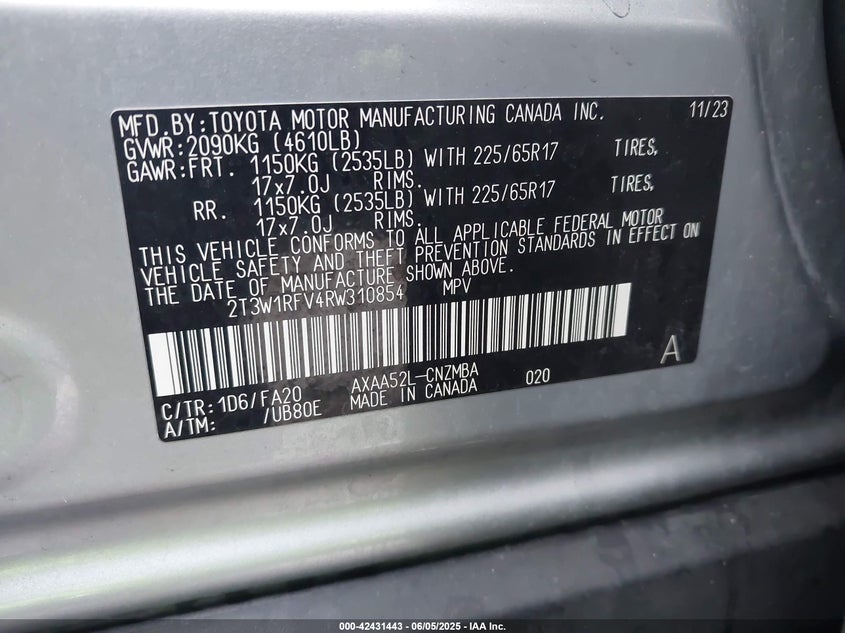 MFD.BY:TOYOTA MOTOR MANUFACTURING CANADA INC. 11/23
GVWR:2090KG (4610LB)
GAWR:FRT. 1150KG (2535LB) WITH 225/65R17 TIRES,
17x7.0J RIMS.
RR. 1150KG (2535LB) WITH 225/65R17 TIRES,
17x7.0J RIMS.
THIS VEHICLE CONFORMS TO ALL APPLICABLE FEDERAL MOTOR
VEHICLE SAFETY AND THEFT PREVENTION STANDARDS IN EFFECT ON
THE DATE OF MANUFACTURE SHOWN ABOVE.
2T3W1RFV4RW310854 MPV
A
C/TR:1D6/FA20 AXAA52L-CNZMBA 020
A/TM: /UB80E MADE IN CANADA
000-42431443 - 06/05/2025 - IAA Inc.